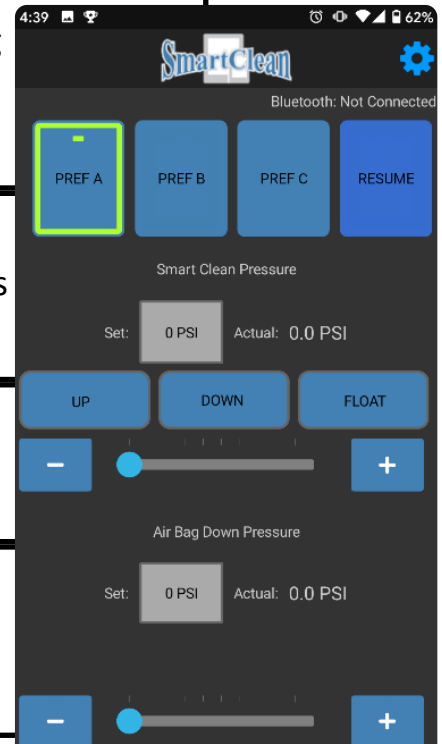 4:39 62%
SmartClean
Bluetooth: Not Connected
PREF A PREF B PREF C RESUME
Smart Clean Pressure
s
Set: 0 PSI Actual: 0.0 PSI
UP DOWN FLOAT
− +
Air Bag Down Pressure
Set: 0 PSI Actual: 0.0 PSI
− +